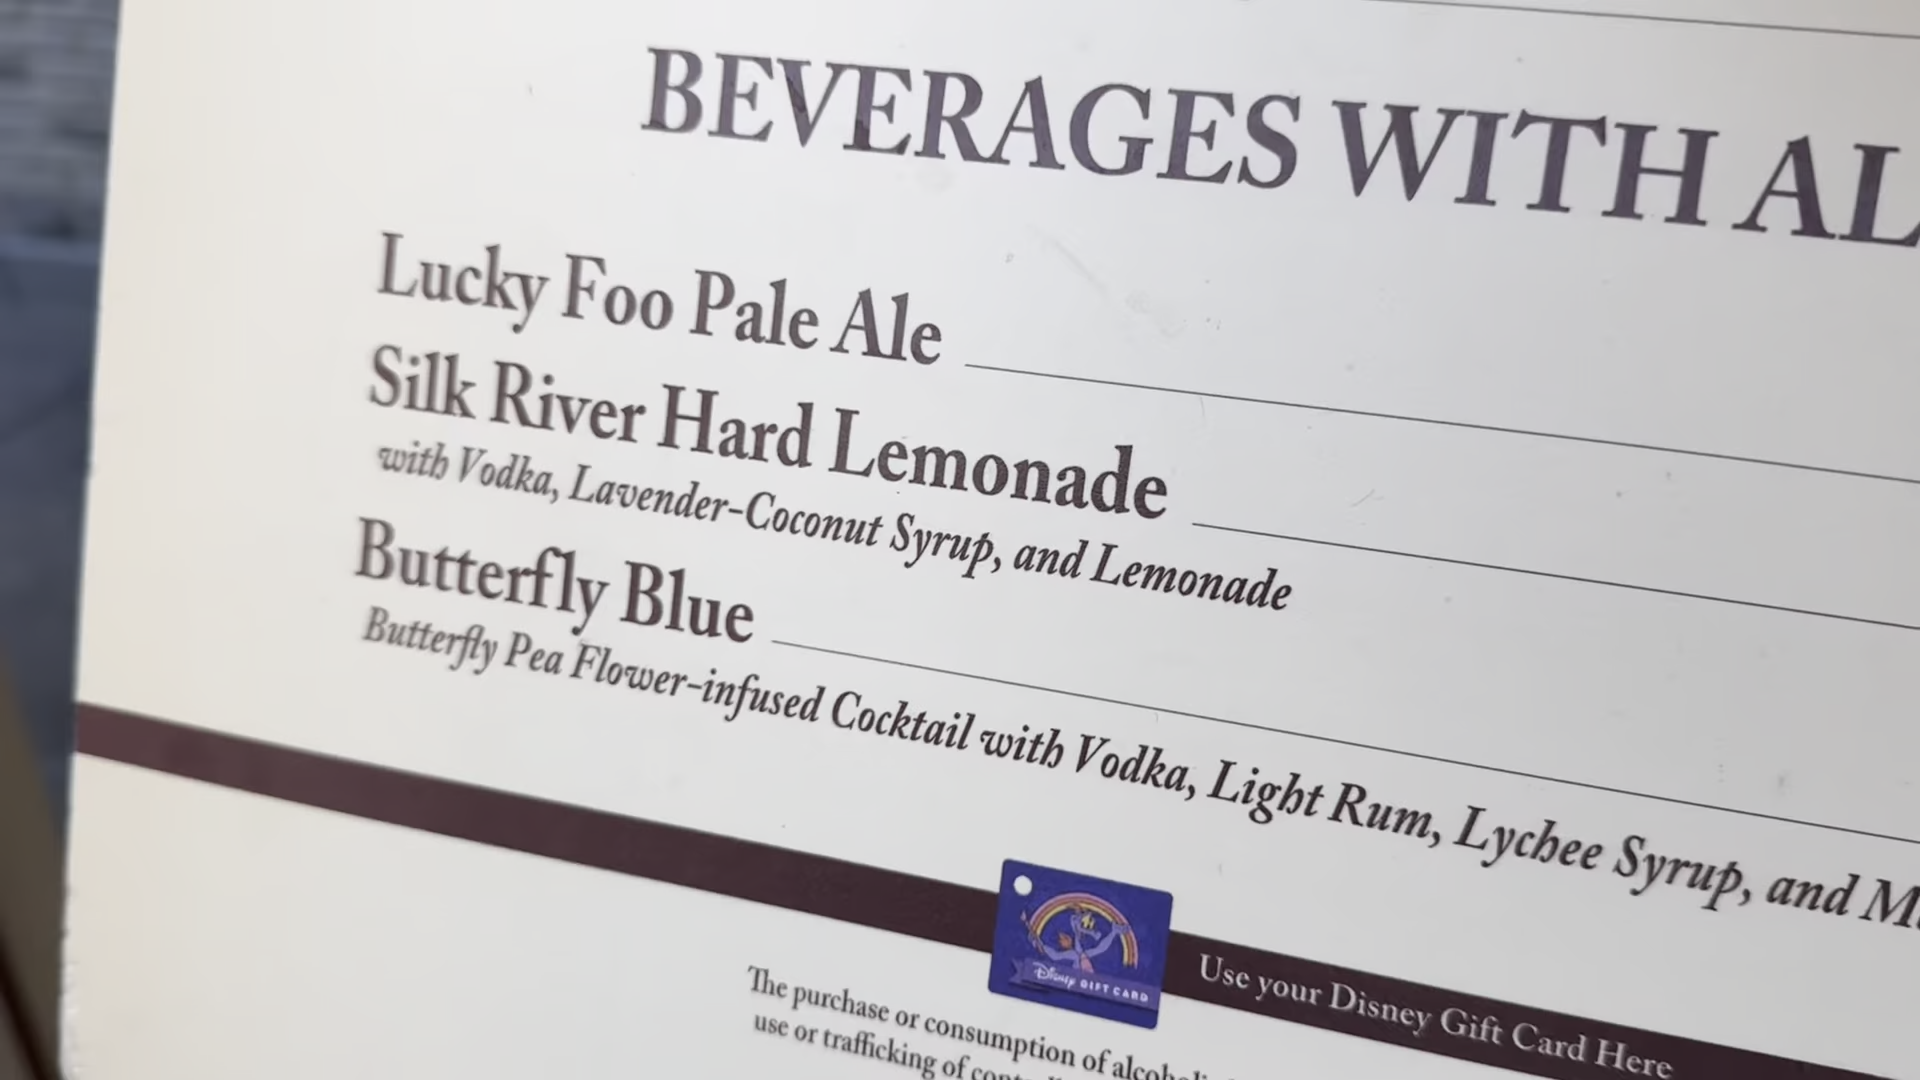 BEVERAGES WITH AL
Lucky Foo Pale Ale
Silk River Hard Lemonade
with Vodka, Lavender-Coconut Syrup, and Lemonade
Butterfly Blue
Butterfly Pea Flower-infused Cocktail with Vodka, Light Rum, Lychee Syrup, and M
Disney GIFT CARD
Use your Disney Gift Card Here
The purchase or consumption of alcoholi
use or trafficking of cont